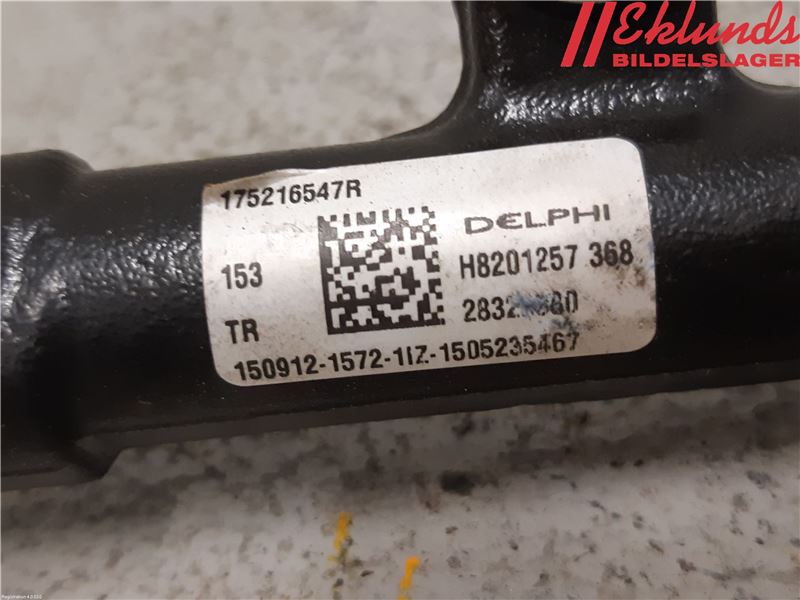 Eklunds
BILDELSLAGER
175216547R
DELPHI
153
H8201257 368
TR
150912-1572-1IZ-1505235467